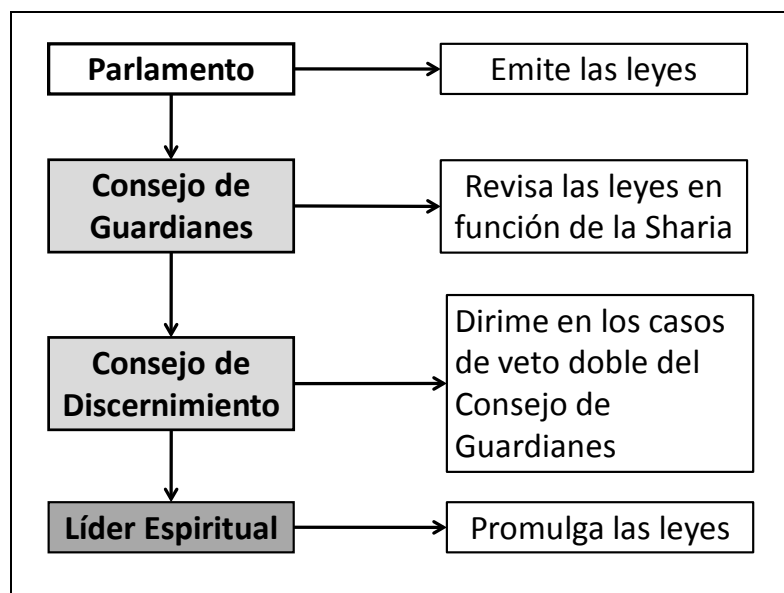 Parlamento
Emite las leyes
Consejo de
Guardianes
Revisa las leyes en
función de la Sharia
Consejo de
Discernimiento
Dirime en los casos
de veto doble del
Consejo de
Guardianes
Líder Espiritual
Promulga las leyes